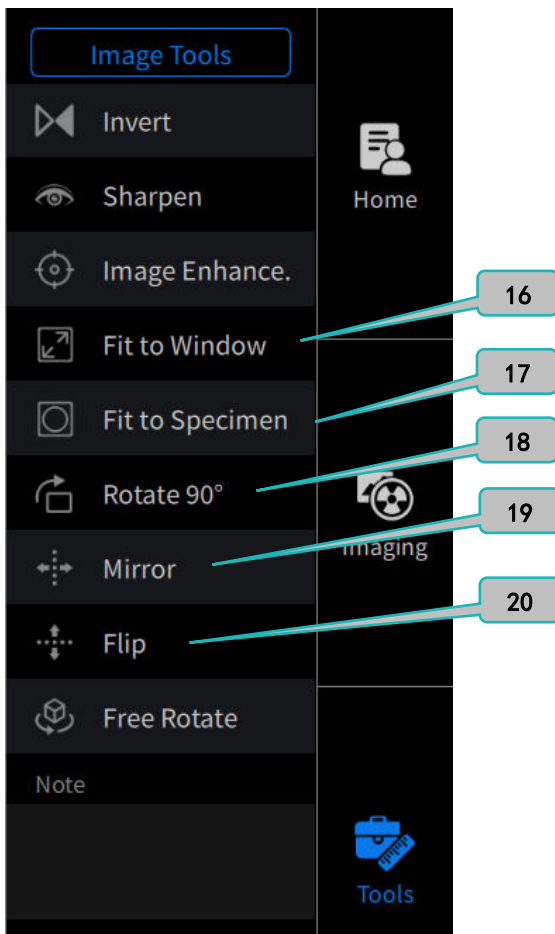 Image Tools
Invert
Sharpen
Image Enhance.
Fit to Window
Fit to Specimen
Rotate 90°
Mirror
Flip
Free Rotate
Note
Home
Imaging
Tools
16
17
18
19
20